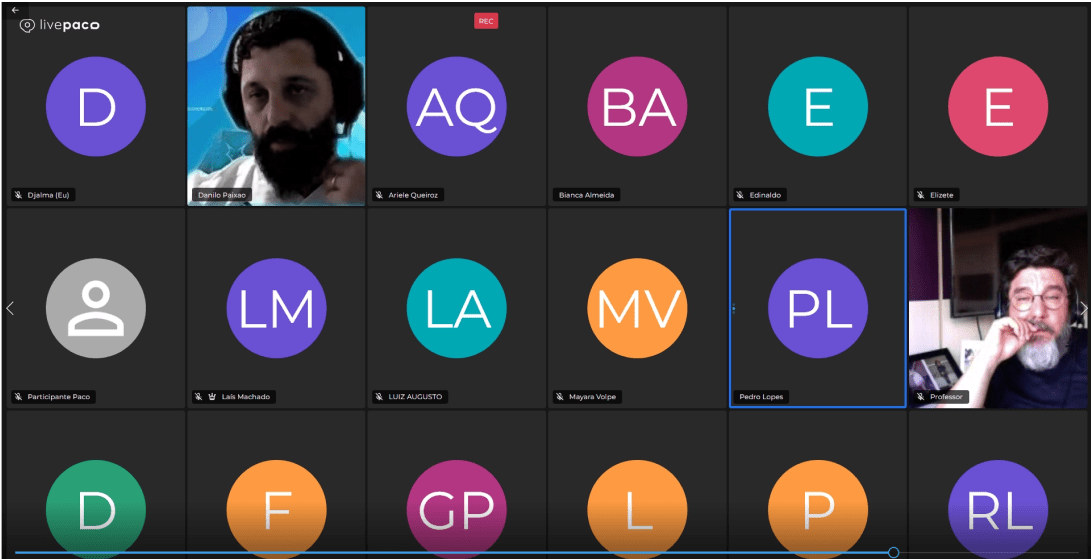 livepaco
REC
D
AQ
BA
E
E
Djalma (Eu)
Danilo Paixao
Ariele Queiroz
Bianca Almeida
Edinaldo
Elizete
LM
LA
MV
PL
Participante Paco
Laís Machado
LUIZ AUGUSTO
Mayara Volpe
Pedro Lopes
Professor
D
F
GP
L
P
RL